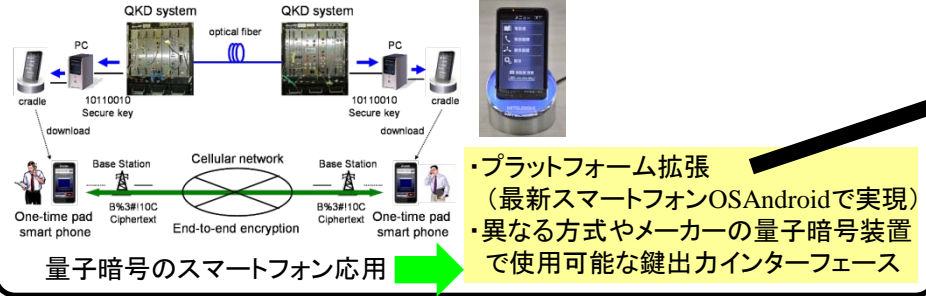 QKD system
QKD system
optical fiber
PC
PC
cradle
10110010
Secure key
10110010
Secure key
cradle
download
download
Base Station
Cellular network
Base Station
B%3#!10C
Ciphertext
B%3#!10C
Ciphertext
One-time pad
smart phone
End-to-end encryption
One-time pad
smart phone
量子暗号のスマートフォン応用
・プラットフォーム拡張
（最新スマートフォンOSAndroidで実現）
・異なる方式やメーカーの量子暗号装置
で使用可能な鍵出力インターフェース